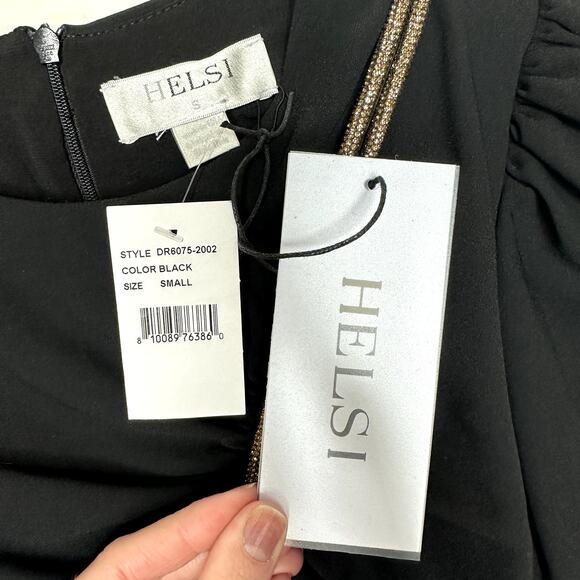 HELSI
S
STYLE DR6075-2002
COLOR BLACK
SIZE SMALL
8 10089 76386 0
HELSI